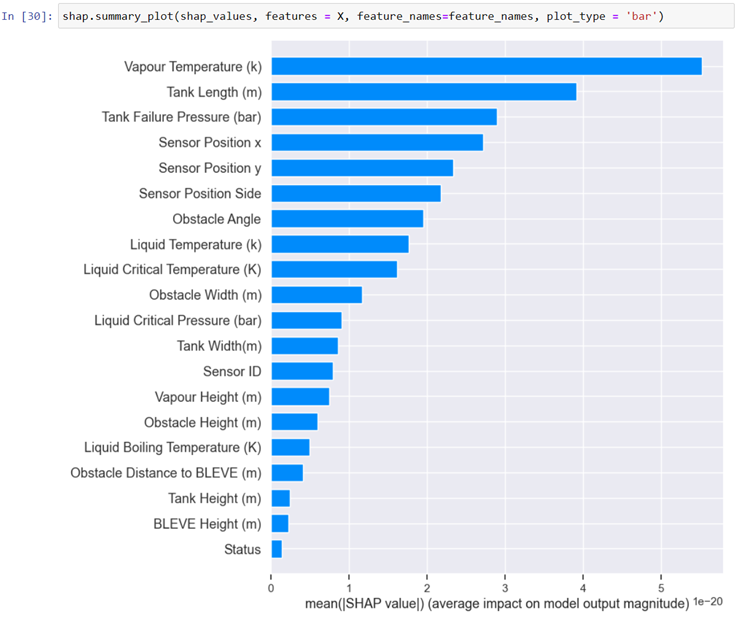 In [30]: shap.summary_plot(shap_values, features = X, feature_names=feature_names, plot_type = 'bar')
Vapour Temperature (k)
Tank Length (m)
Tank Failure Pressure (bar)
Sensor Position x
Sensor Position y
Sensor Position Side
Obstacle Angle
Liquid Temperature (k)
Liquid Critical Temperature (K)
Obstacle Width (m)
Liquid Critical Pressure (bar)
Tank Width(m)
Sensor ID
Vapour Height (m)
Obstacle Height (m)
Liquid Boiling Temperature (K)
Obstacle Distance to BLEVE (m)
Tank Height (m)
BLEVE Height (m)
Status
0 1 2 3 4 5
mean(|SHAP value|) (average impact on model output magnitude) 1e−20